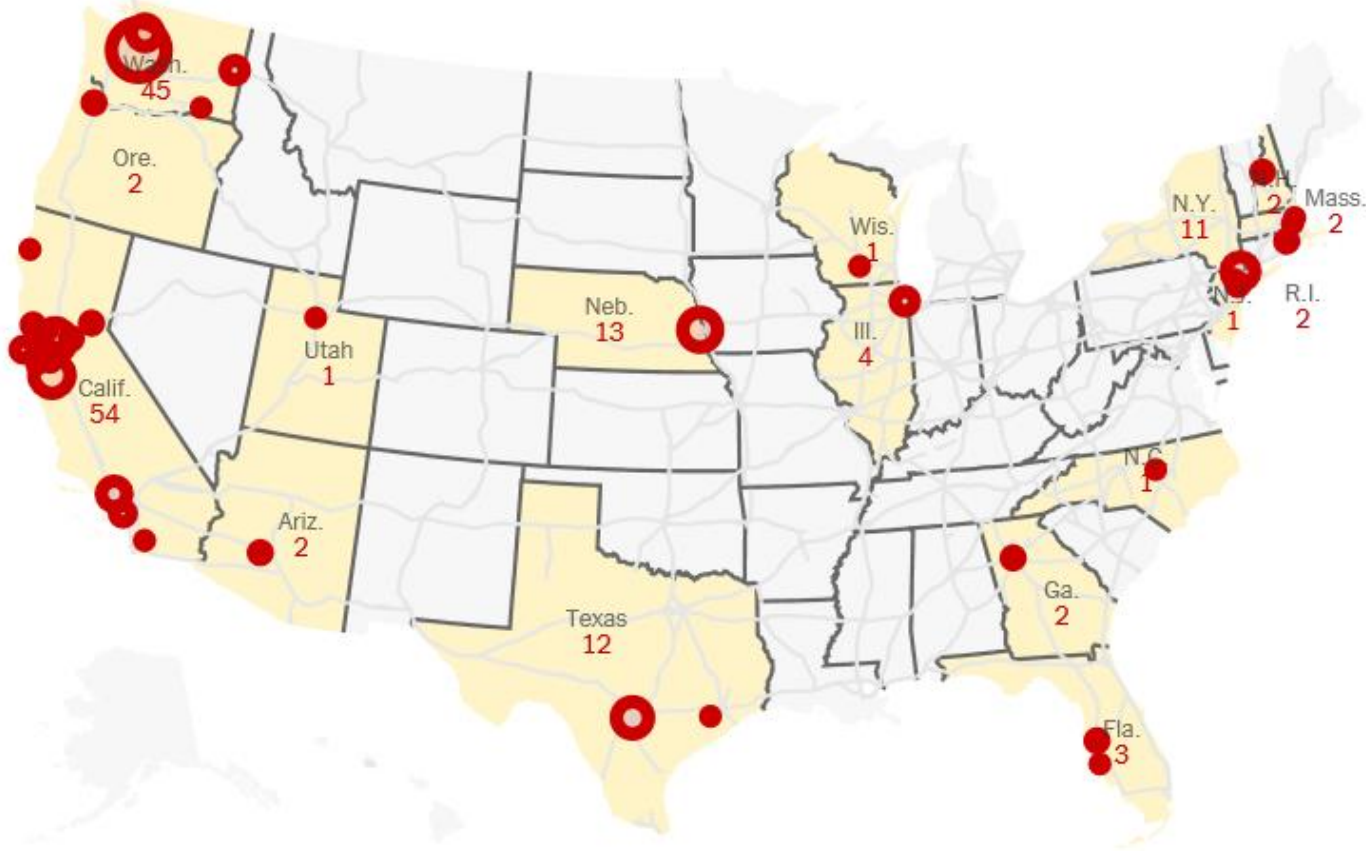 Wash.
45
Ore.
2
N.H.
2
Mass.
2
N.Y.
11
Wis.
1
Neb.
13
N.J.
1
R.I.
2
Ill.
4
Utah
1
Calif.
54
N.C.
1
Ariz.
2
Ga.
2
Texas
12
Fla.
3